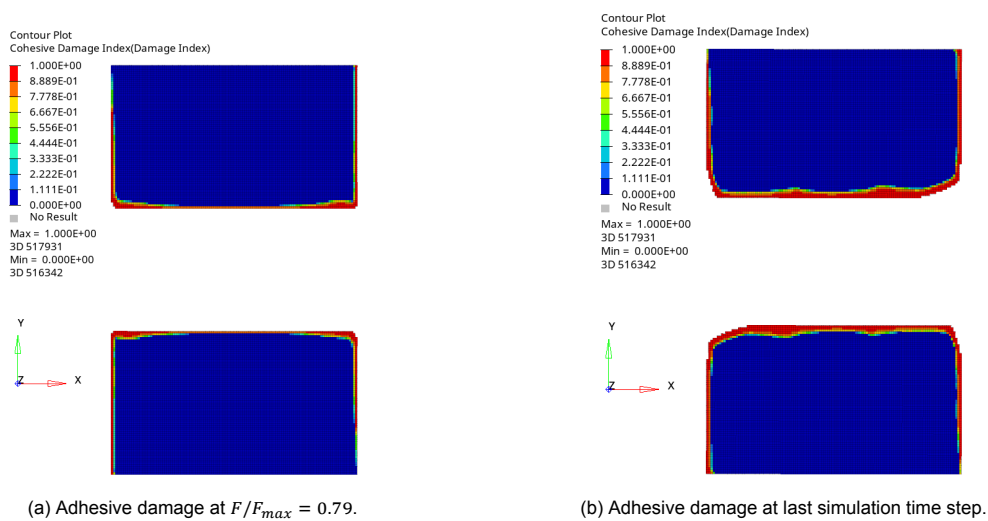 Contour Plot
Cohesive Damage Index(Damage Index)
1.000E+00
8.889E-01
7.778E-01
6.667E-01
5.556E-01
4.444E-01
3.333E-01
2.222E-01
1.111E-01
0.000E+00
No Result
Max = 1.000E+00
3D 517931
Min = 0.000E+00
3D 516342
Y
Z
X
(a) Adhesive damage at F/F_max = 0.79.
Contour Plot
Cohesive Damage Index(Damage Index)
1.000E+00
8.889E-01
7.778E-01
6.667E-01
5.556E-01
4.444E-01
3.333E-01
2.222E-01
1.111E-01
0.000E+00
No Result
Max = 1.000E+00
3D 517931
Min = 0.000E+00
3D 516342
Y
Z
X
(b) Adhesive damage at last simulation time step.